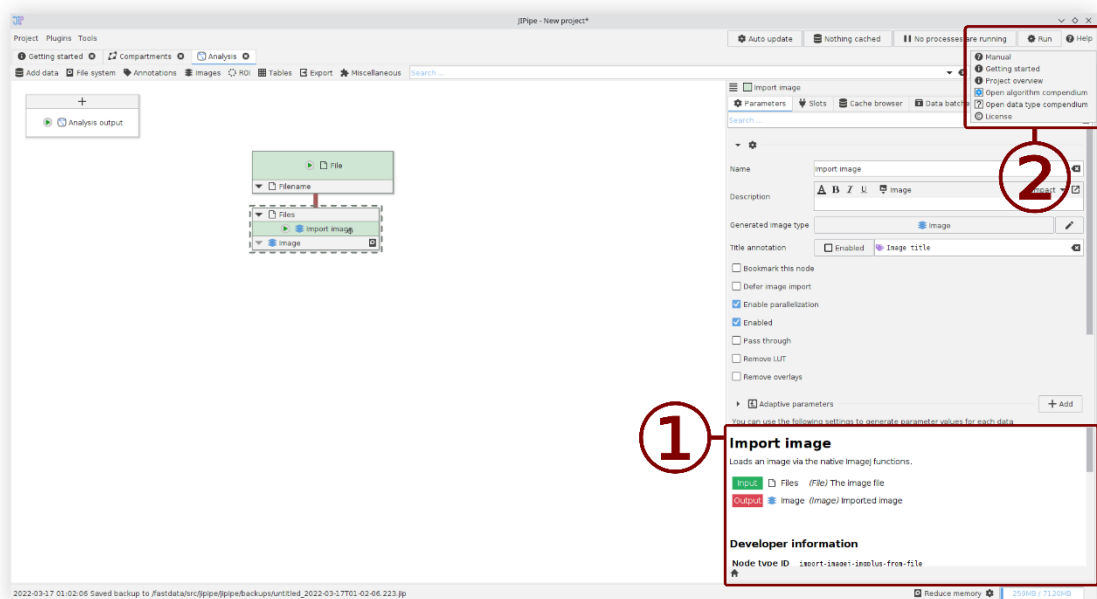 JIPipe - New project*
Project Plugins Tools
Auto update Nothing cached No processes are running Run Help
Getting started Compartments Analysis
Add data File system Annotations Images ROI Tables Export Miscellaneous Search ...
Manual
Getting started
Project overview
Open algorithm compendium
Open data type compendium
License
2
Import image
Parameters Slots Cache browser Data batches
Search ...
Analysis output
File
Filename
Files
Import image
Image
Name Import image
Description B I U Image
Generated image type Image
Title annotation Enabled Image title
Bookmark this node
Defer image import
Enable parallelization
Enabled
Pass through
Remove LUT
Remove overlays
Adaptive parameters Add
You can use the following settings to generate parameter values for each data
1
Import image
Loads an image via the native ImageJ functions.
Input Files (File) The image file
Output Image (Image) Imported image
Developer information
Node type ID import-imagej-imgplus-from-file
2022-03-17 01:02:06 Saved backup to /fastdata/src/jipipe/jipipe/backups/untitled_2022-03-17T01-02-06.223.jip
Reduce memory 259MB / 7120MB